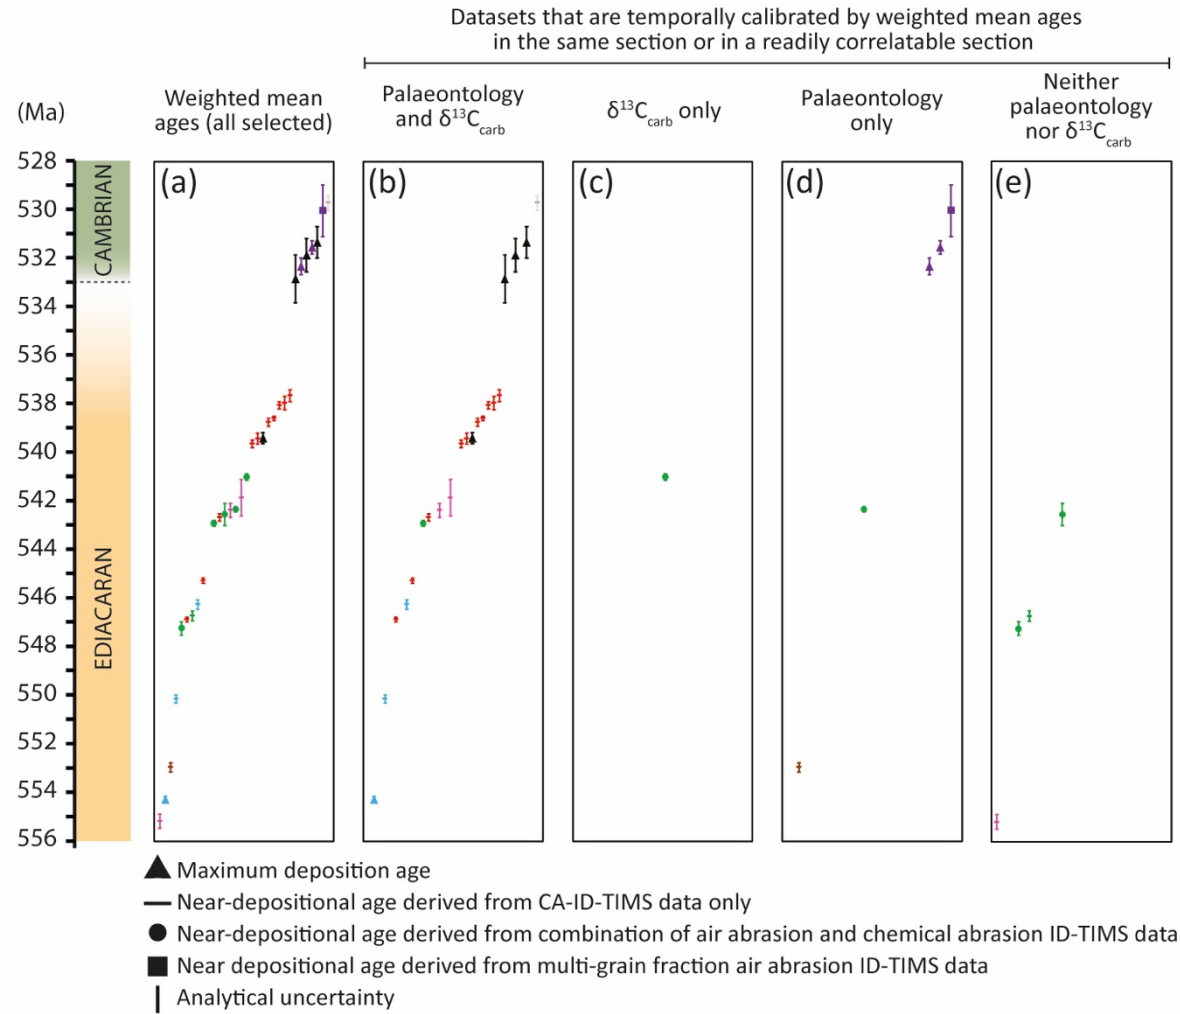 Datasets that are temporally calibrated by weighted mean ages
in the same section or in a readily correlatable section
(Ma)
Weighted mean
ages (all selected)
Palaeontology
and δ¹³Ccarb
δ¹³Ccarb only
Palaeontology
only
Neither
palaeontology
nor δ¹³Ccarb
528
530
532
534
536
538
540
542
544
546
548
550
552
554
556
CAMBRIAN
EDIACARAN
(a)
(b)
(c)
(d)
(e)
Maximum deposition age
Near-depositional age derived from CA-ID-TIMS data only
Near-depositional age derived from combination of air abrasion and chemical abrasion ID-TIMS data
Near depositional age derived from multi-grain fraction air abrasion ID-TIMS data
Analytical uncertainty